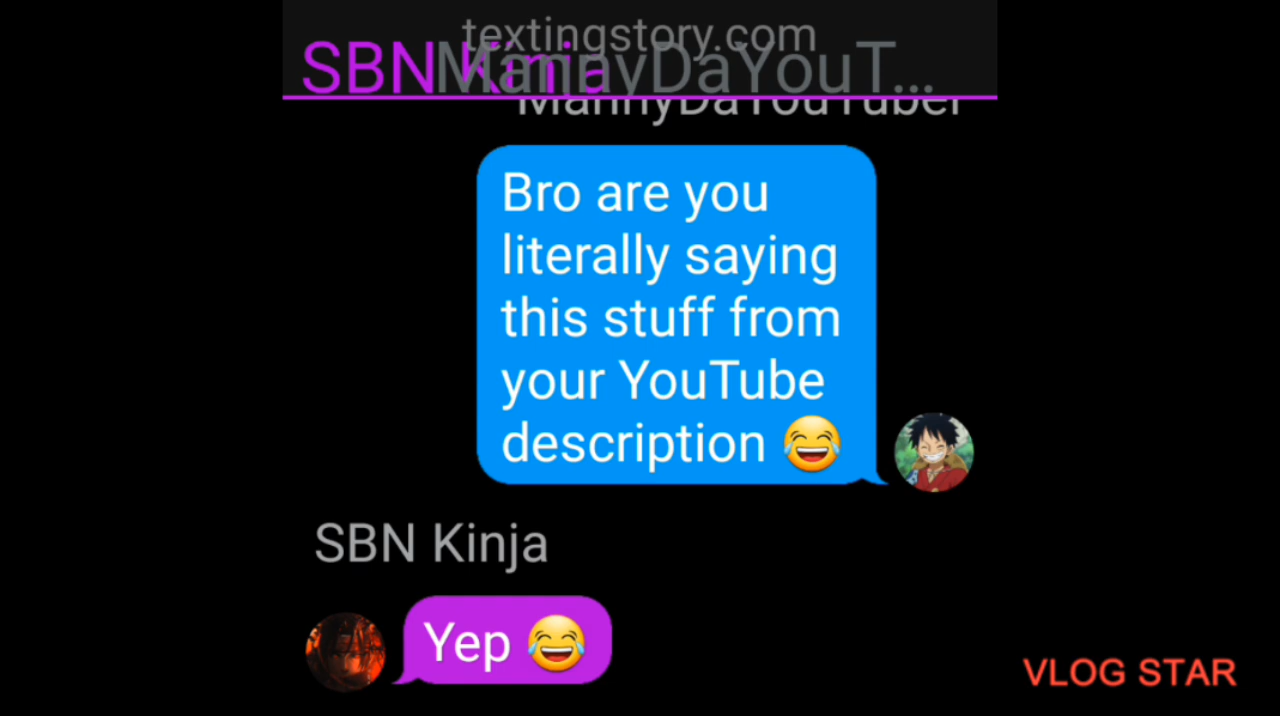 textingstory.com
SBN Kinja
MannyDaYouT...
MannyDaYouTuber
Bro are you
literally saying
this stuff from
your YouTube
description 😂
SBN Kinja
Yep 😂
VLOG STAR